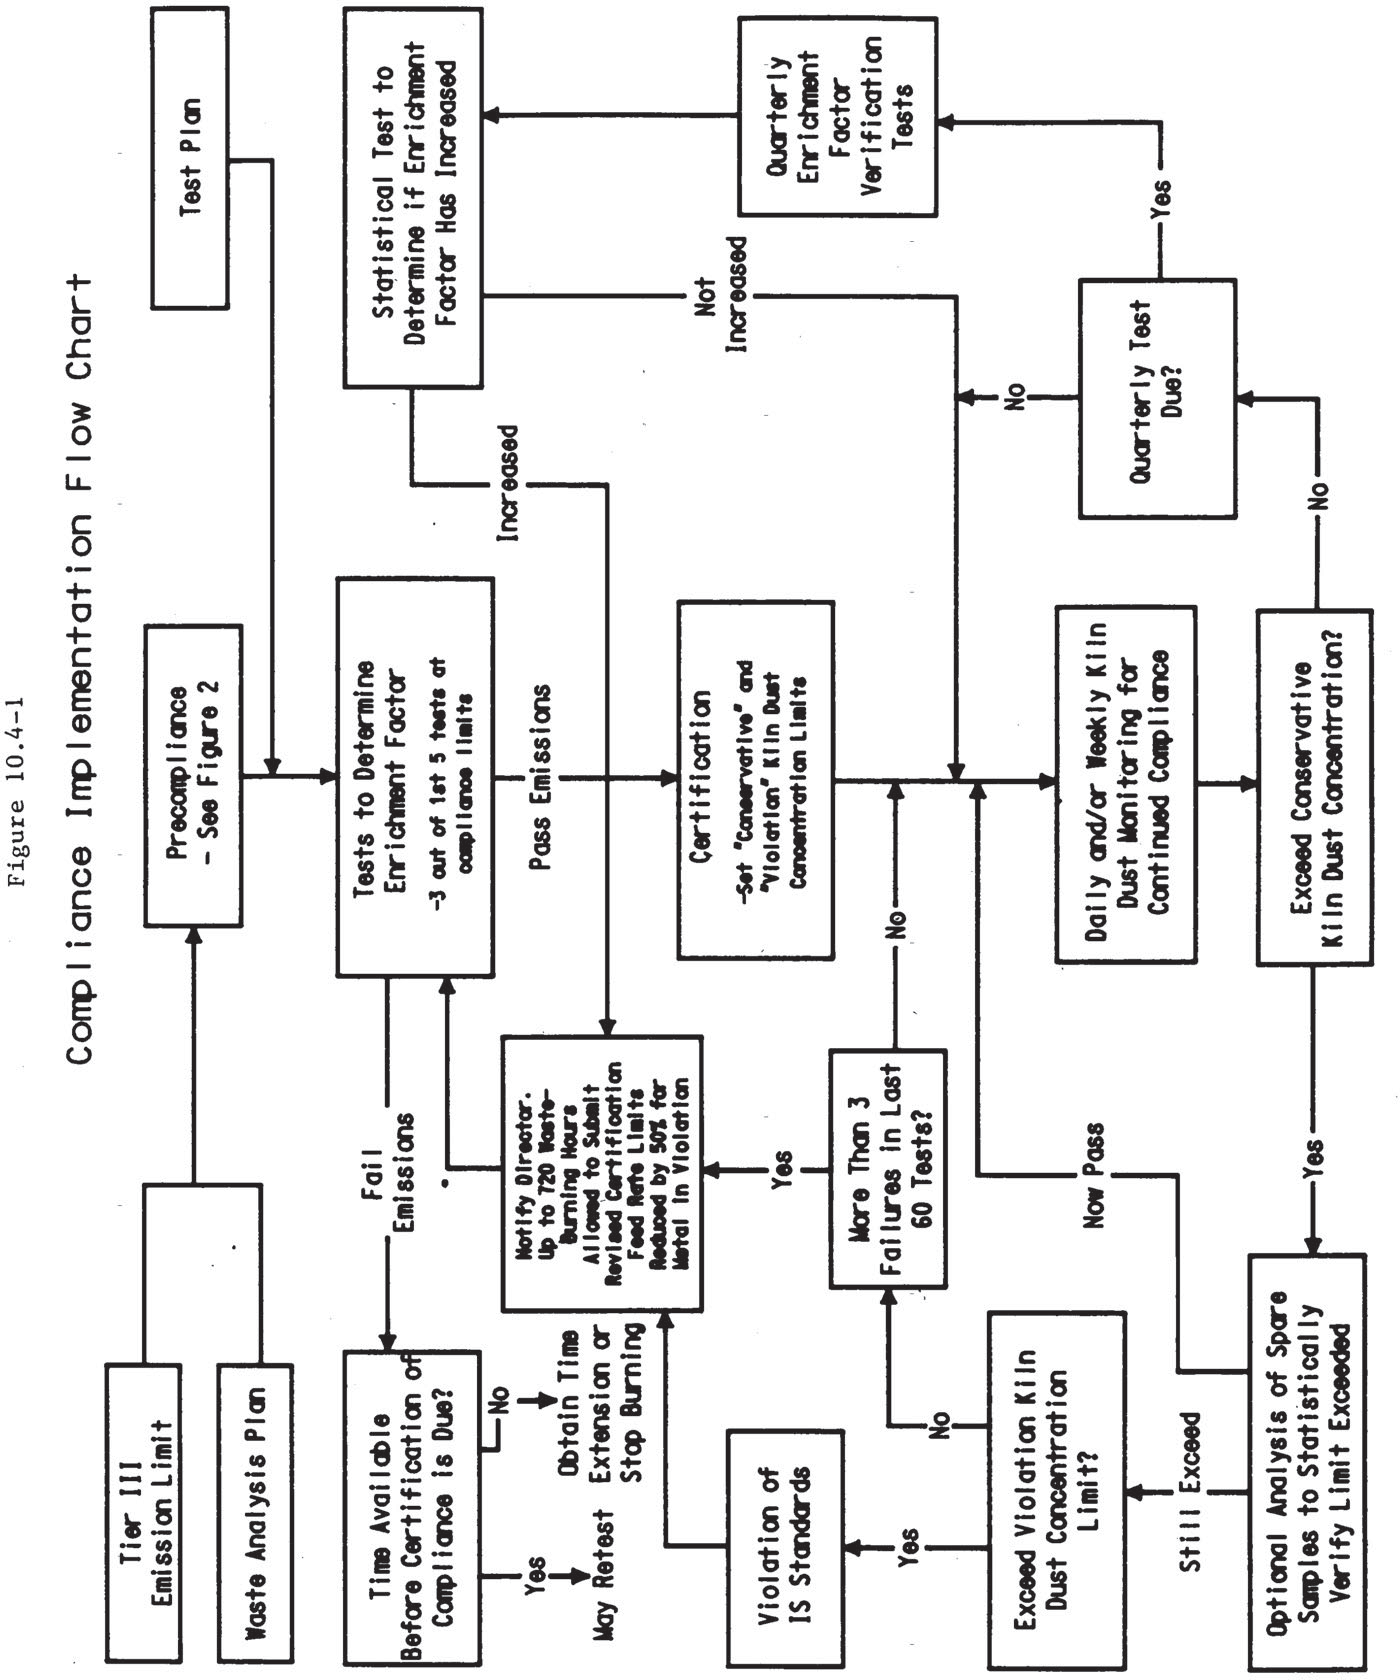 Figure 10.4-1
Compliance Implementation Flow Chart
Tier III
Emission Limit
Waste Analysis Plan
Precompliance
- See Figure 2
Test Plan
Time Available
Before Certification of
Compliance is Due?
No
Obtain Time
Extension or
Stop Burning
Yes
May Retest
Fail
Emissions
Tests to Determine
Enrichment Factor
-3 out of 1st 5 tests at
compliance limits
Statistical Test to
Determine if Enrichment
Factor Has Increased
Increased
Not
Increased
Pass Emissions
Notify Director.
Up to 720 Waste-
Burning Hours
Allowed to Submit
Revised Certification
Feed Rate Limits
Reduced by 50% for
Metal in Violation
Certification
-Set "Conservative" and
"Violation" Kiln Dust
Concentration Limits
Quarterly
Enrichment
Factor
Verification
Tests
Violation of
IS Standards
Yes
More Than 3
Failures in Last
60 Tests?
No
No
Yes
Yes
No
Exceed Violation Kiln
Dust Concentration
Limit?
Now Pass
Daily and/or Weekly Kiln
Dust Monitoring for
Continued Compliance
Quarterly Test
Due?
Still Exceed
Optional Analysis of Spare
Samples to Statistically
Verify Limit Exceeded
Yes
Exceed Conservative
Kiln Dust Concentration?
No